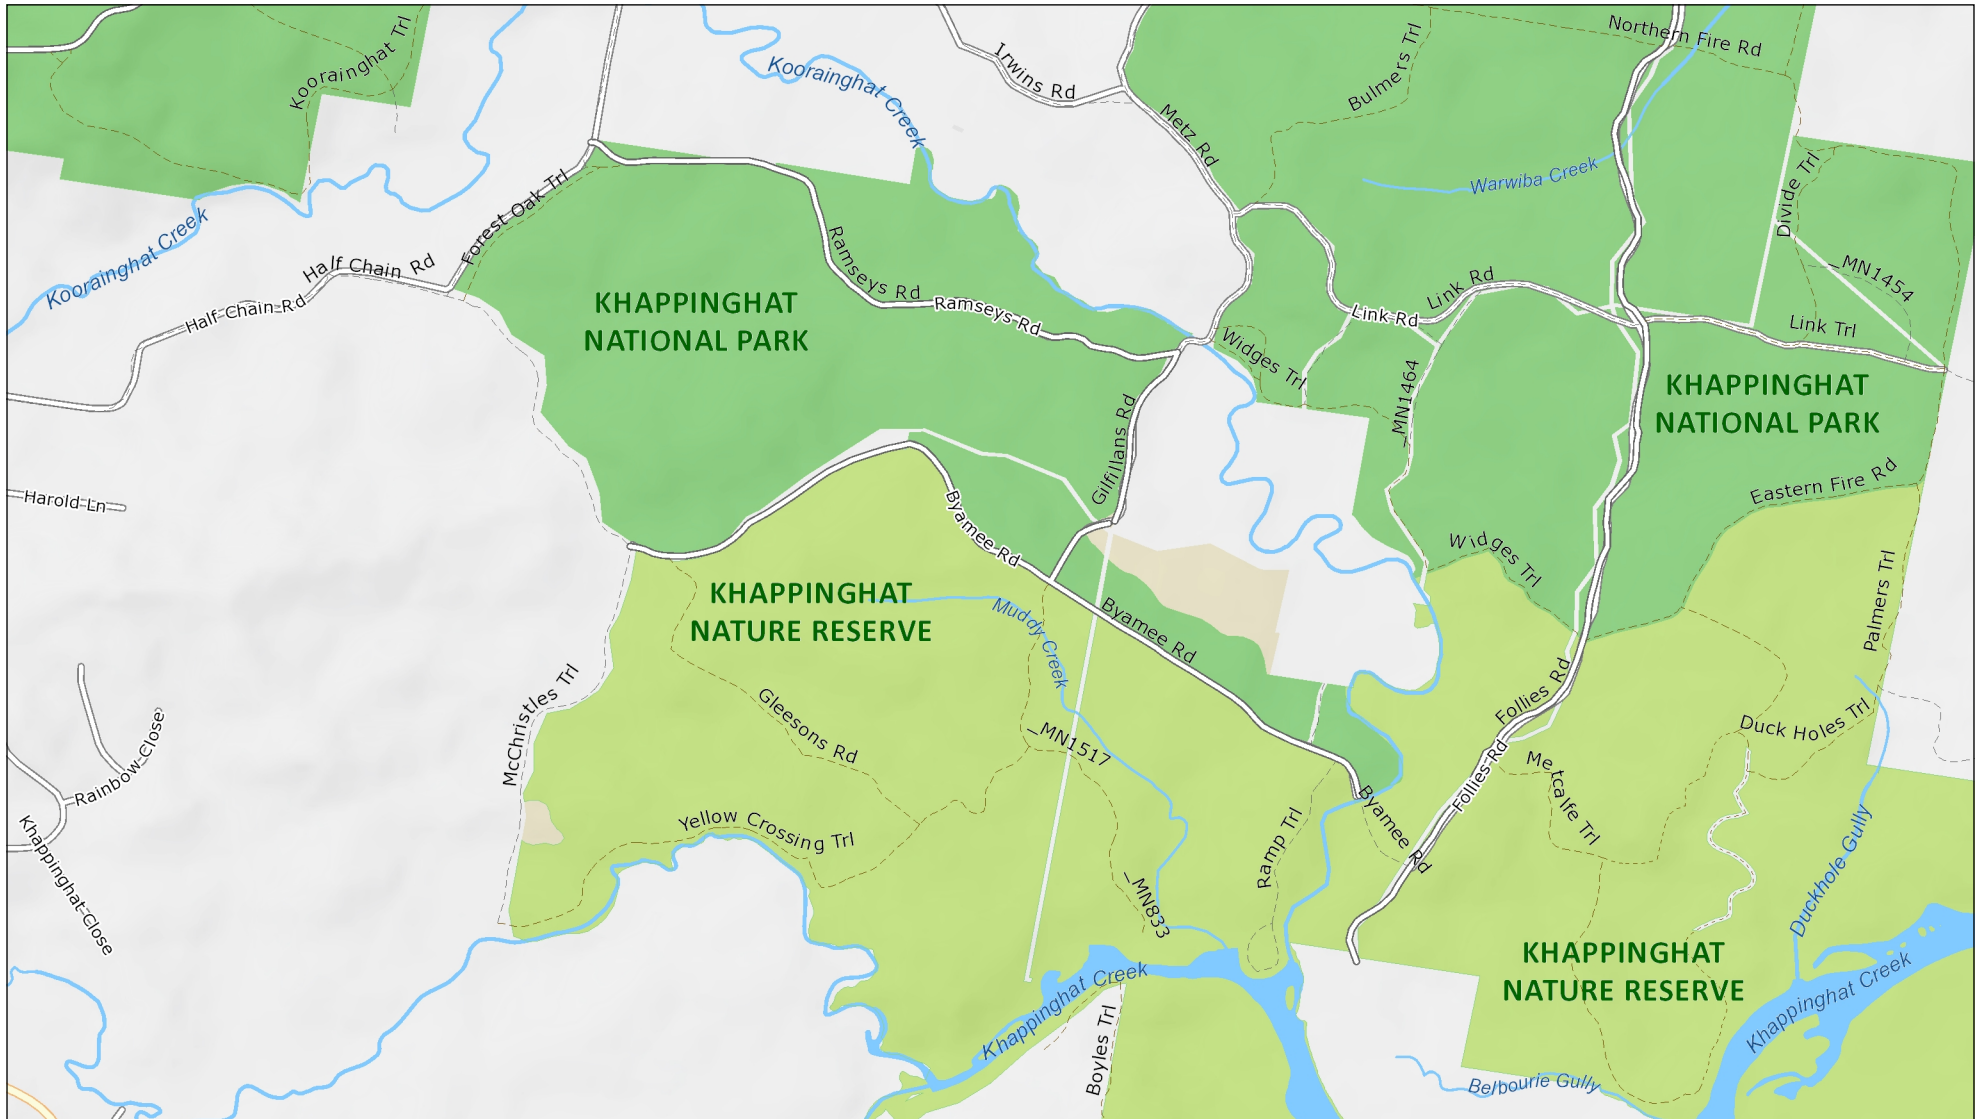 Northern Fire Rd
Koorainghat Trl
Irwins Rd
Koorainghat Creek
Bulmers Trl
Metz Rd
Warwiba Creek
Divide Trl
Forest Oak Trl
Koorainghat Creek
Half Chain Rd
Half Chain Rd
Ramseys Rd
Ramseys Rd
Link Rd
Link Rd
_MN1454
Link Trl
KHAPPINGHAT
NATIONAL PARK
Widges Trl
_MN1464
KHAPPINGHAT
NATIONAL PARK
Gilfillans Rd
Eastern Fire Rd
Harold Ln
Byamee Rd
Widges Trl
KHAPPINGHAT
NATURE RESERVE
Muddy Creek
Byamee Rd
Palmers Trl
McChristles Trl
Gleesons Rd
_MN1517
Follies Rd
Duck Holes Trl
Rainbow Close
Follies Rd
Metcalfe Trl
Khappinghat Close
Yellow Crossing Trl
Byamee Rd
Ramp Trl
Duckhole Gully
_MN833
KHAPPINGHAT
NATURE RESERVE
Khappinghat Creek
Khappinghat Creek
Boyles Trl
Belbourie Gully